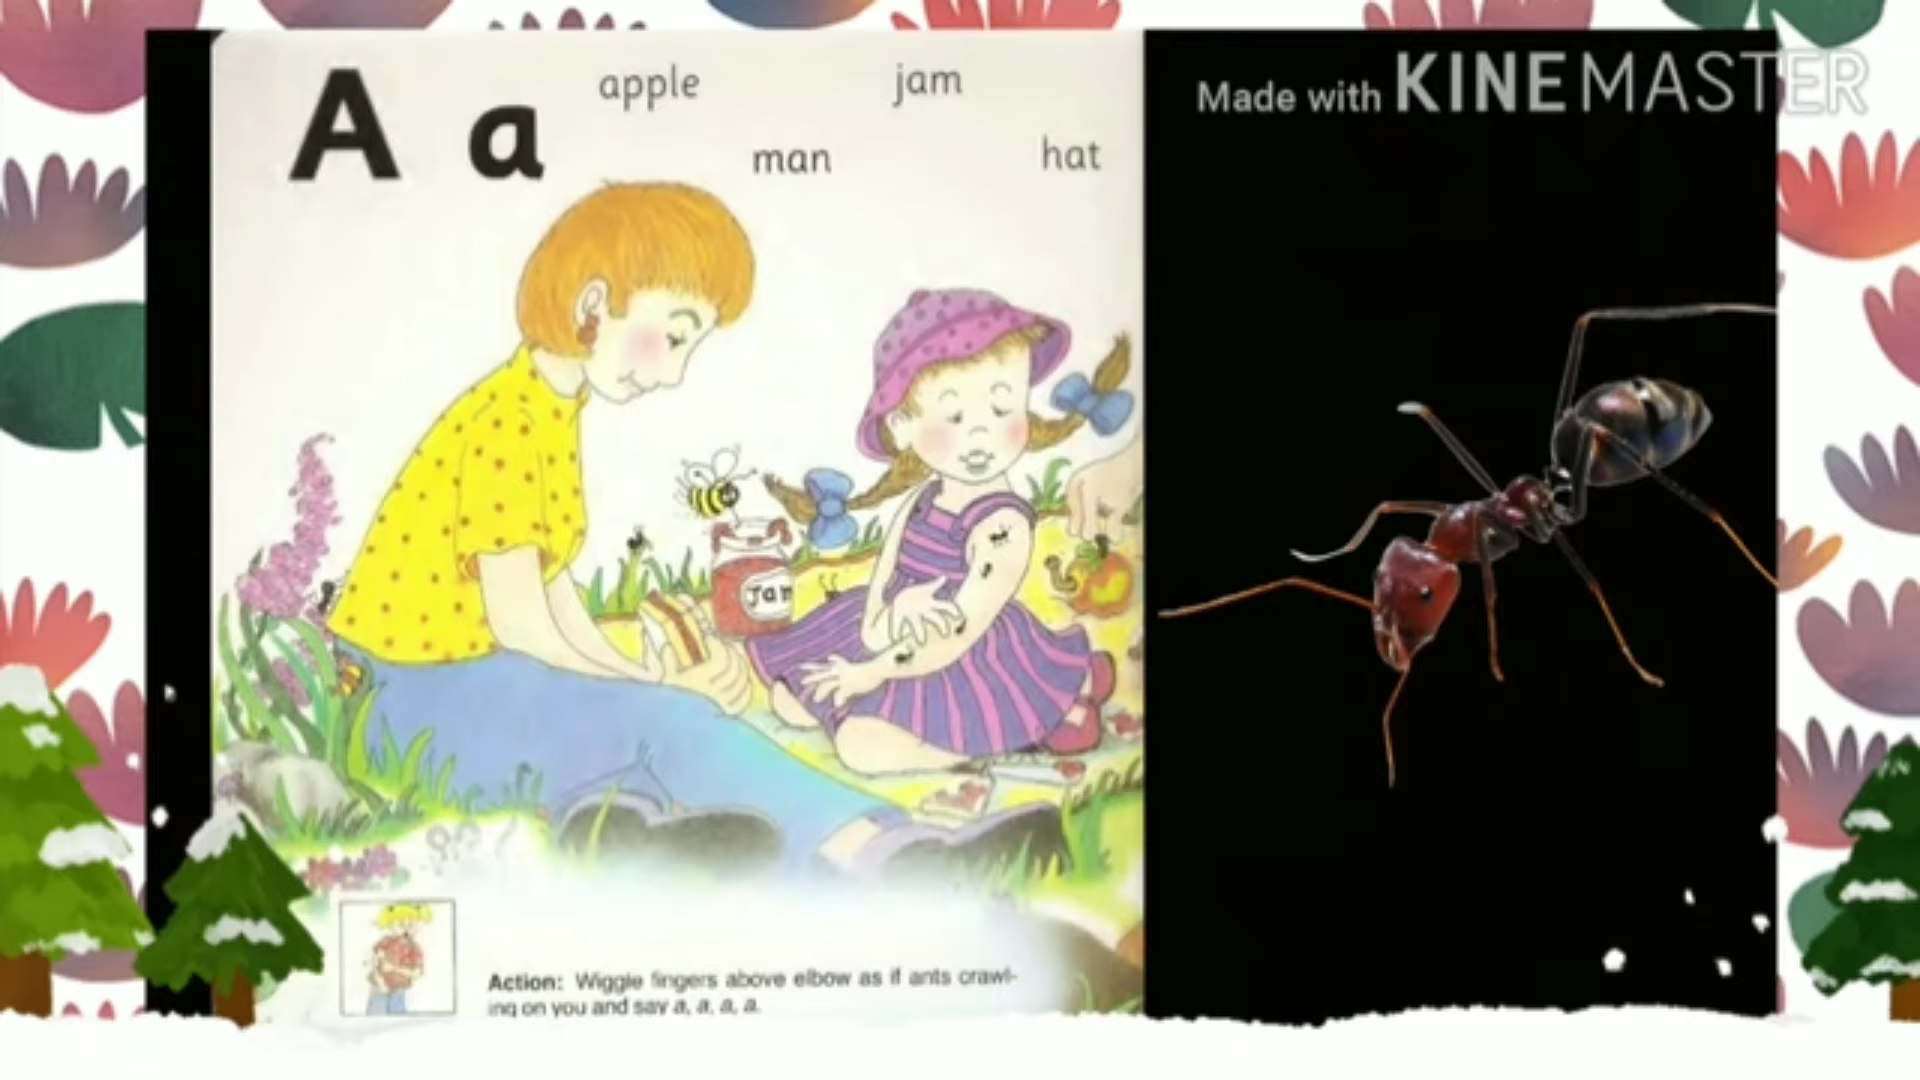 A a
apple
jam
man
hat
Made with KINEMASTER
Jam
Action: Wiggle fingers above elbow as if ants crawl-
ing on you and say a, a, a, a.